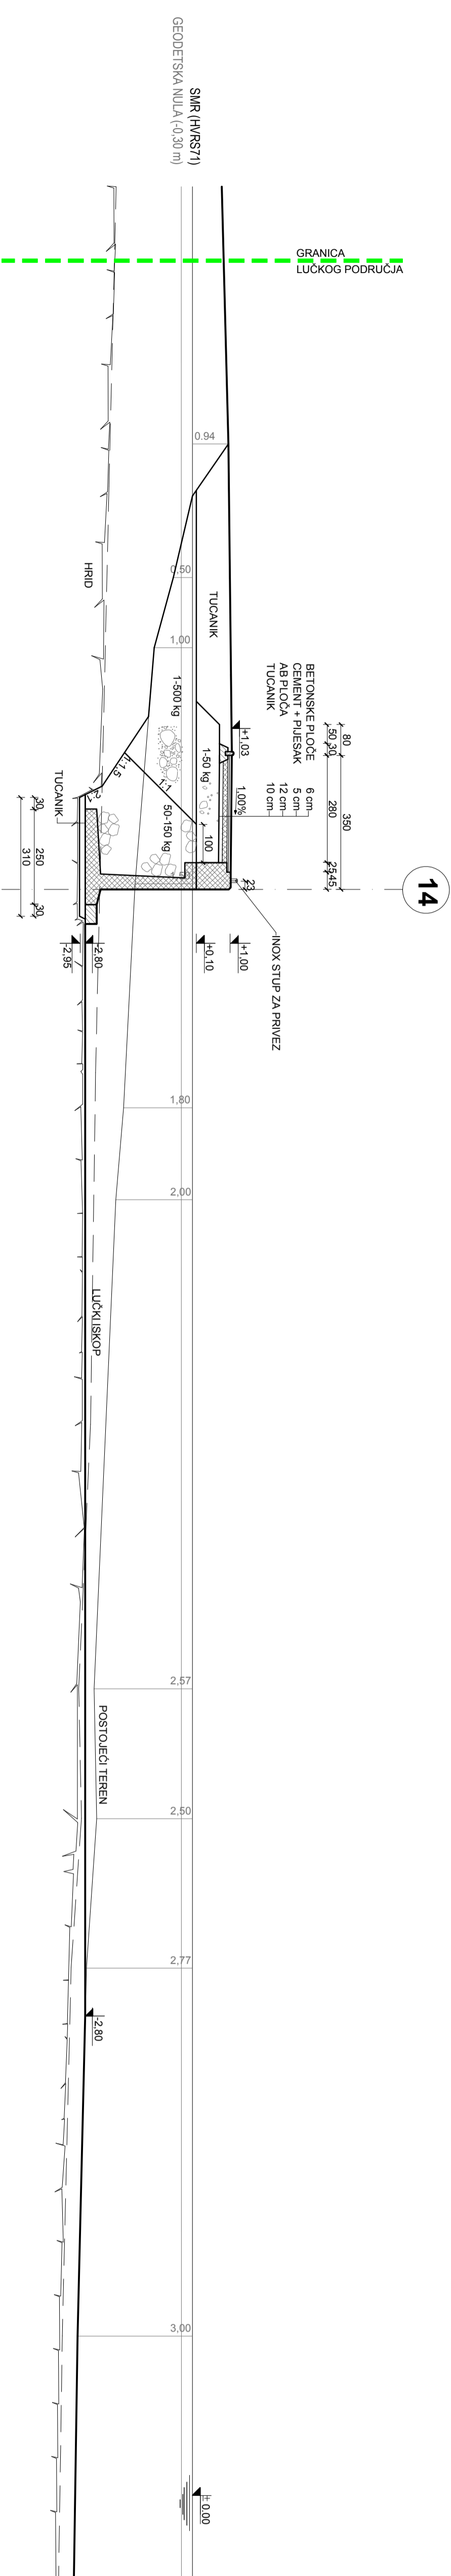 14
GRANICA
LUČKOG PODRUČJA
SMR (HVRS71)
GEODETSKA NULA (-0,30 m)
80
350
50
30
280
25
45
BETONSKE PLOČE 6 cm
CEMENT + PIJESAK 5 cm
AB PLOČA 12 cm
TUCANIK 10 cm
INOX STUP ZA PRIVEZ
+1,03
1,00%
23
+1,00
0.94
TUCANIK
1-50 kg
100
+0,10
0,50
1,00
1,80
2,00
2,57
2,50
2,77
3,00
± 0.00
1-500 kg
50-150 kg
1:1
1:1,5
HRID
TUCANIK
-2,80
-2,95
LUČKI ISKOP
POSTOJEĆI TEREN
-2,80
30
250
30
310